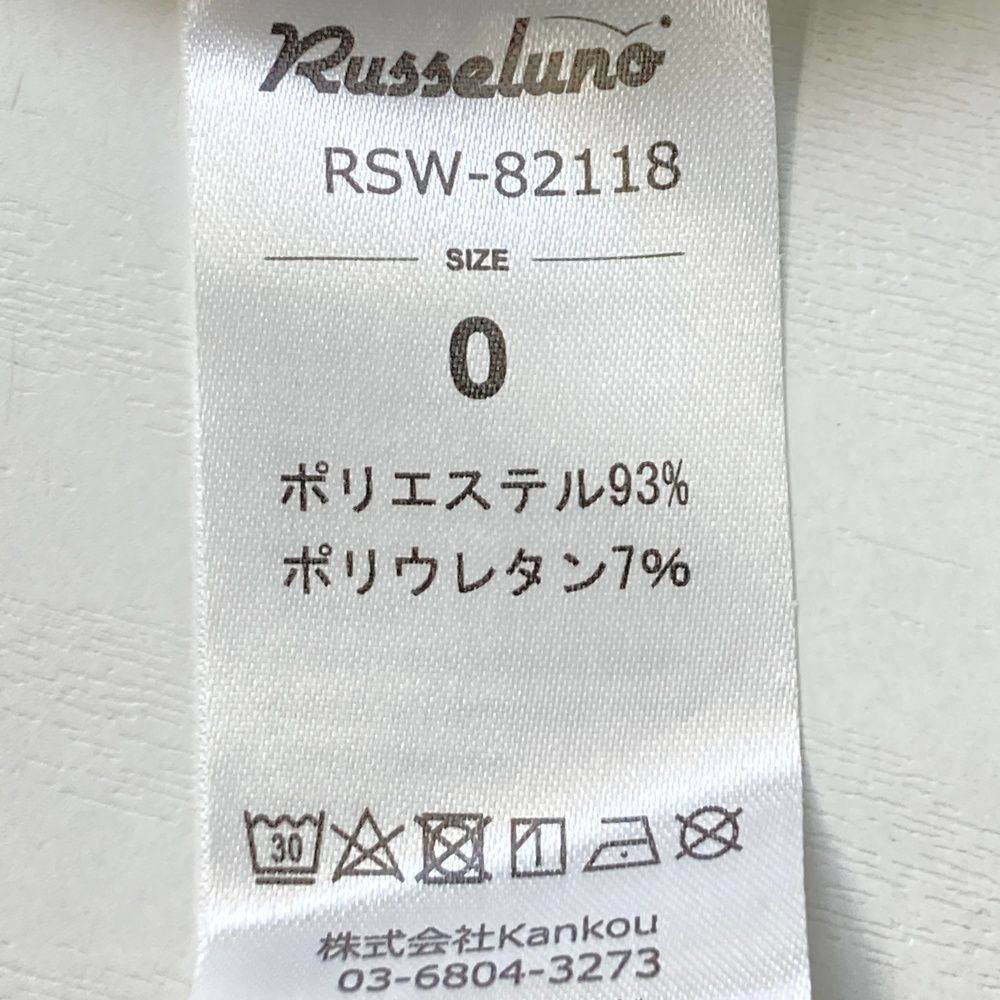 Russeluno
RSW-82118
SIZE
0
ポリエステル93%
ポリウレタン7%
30
株式会社Kankou
03-6804-3273